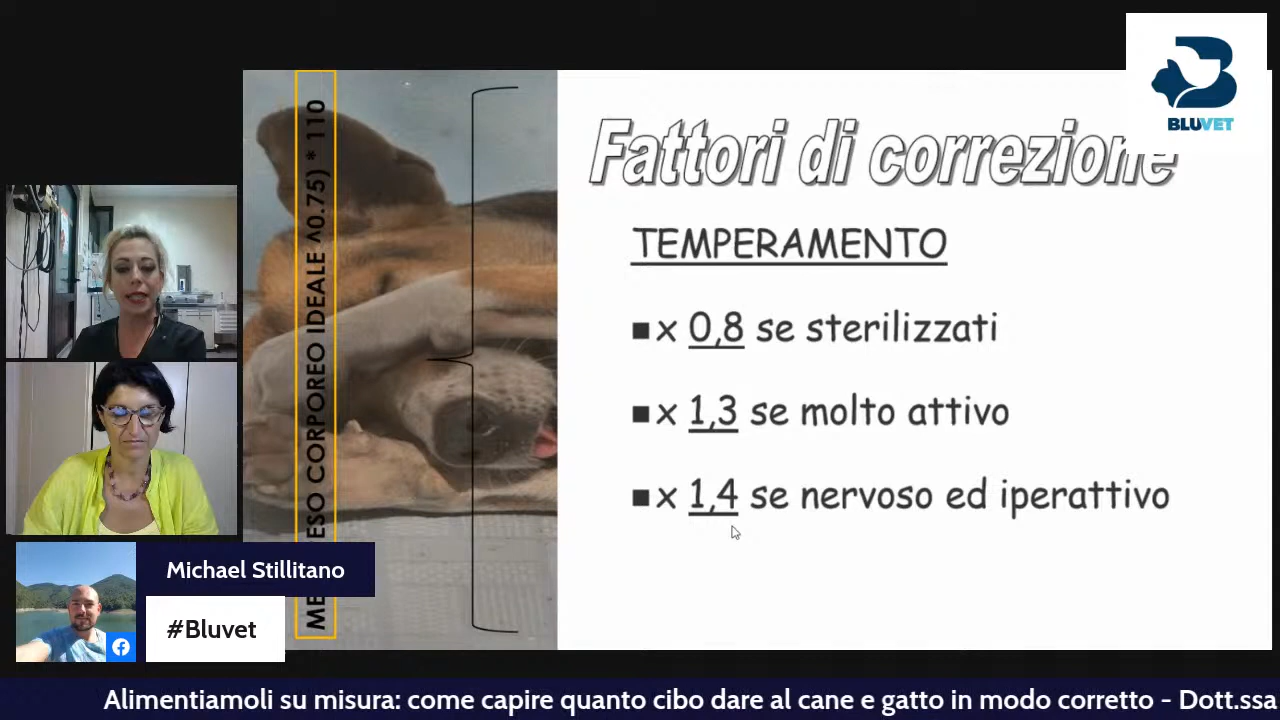 BLUVET
Fattori di correzione
TEMPERAMENTO
■ x 0,8 se sterilizzati
■ x 1,3 se molto attivo
■ x 1,4 se nervoso ed iperattivo
ESO CORPOREO IDEALE ^0.75) * 110
Michael Stillitano
#Bluvet
Alimentiamoli su misura: come capire quanto cibo dare al cane e gatto in modo corretto - Dott.ssa